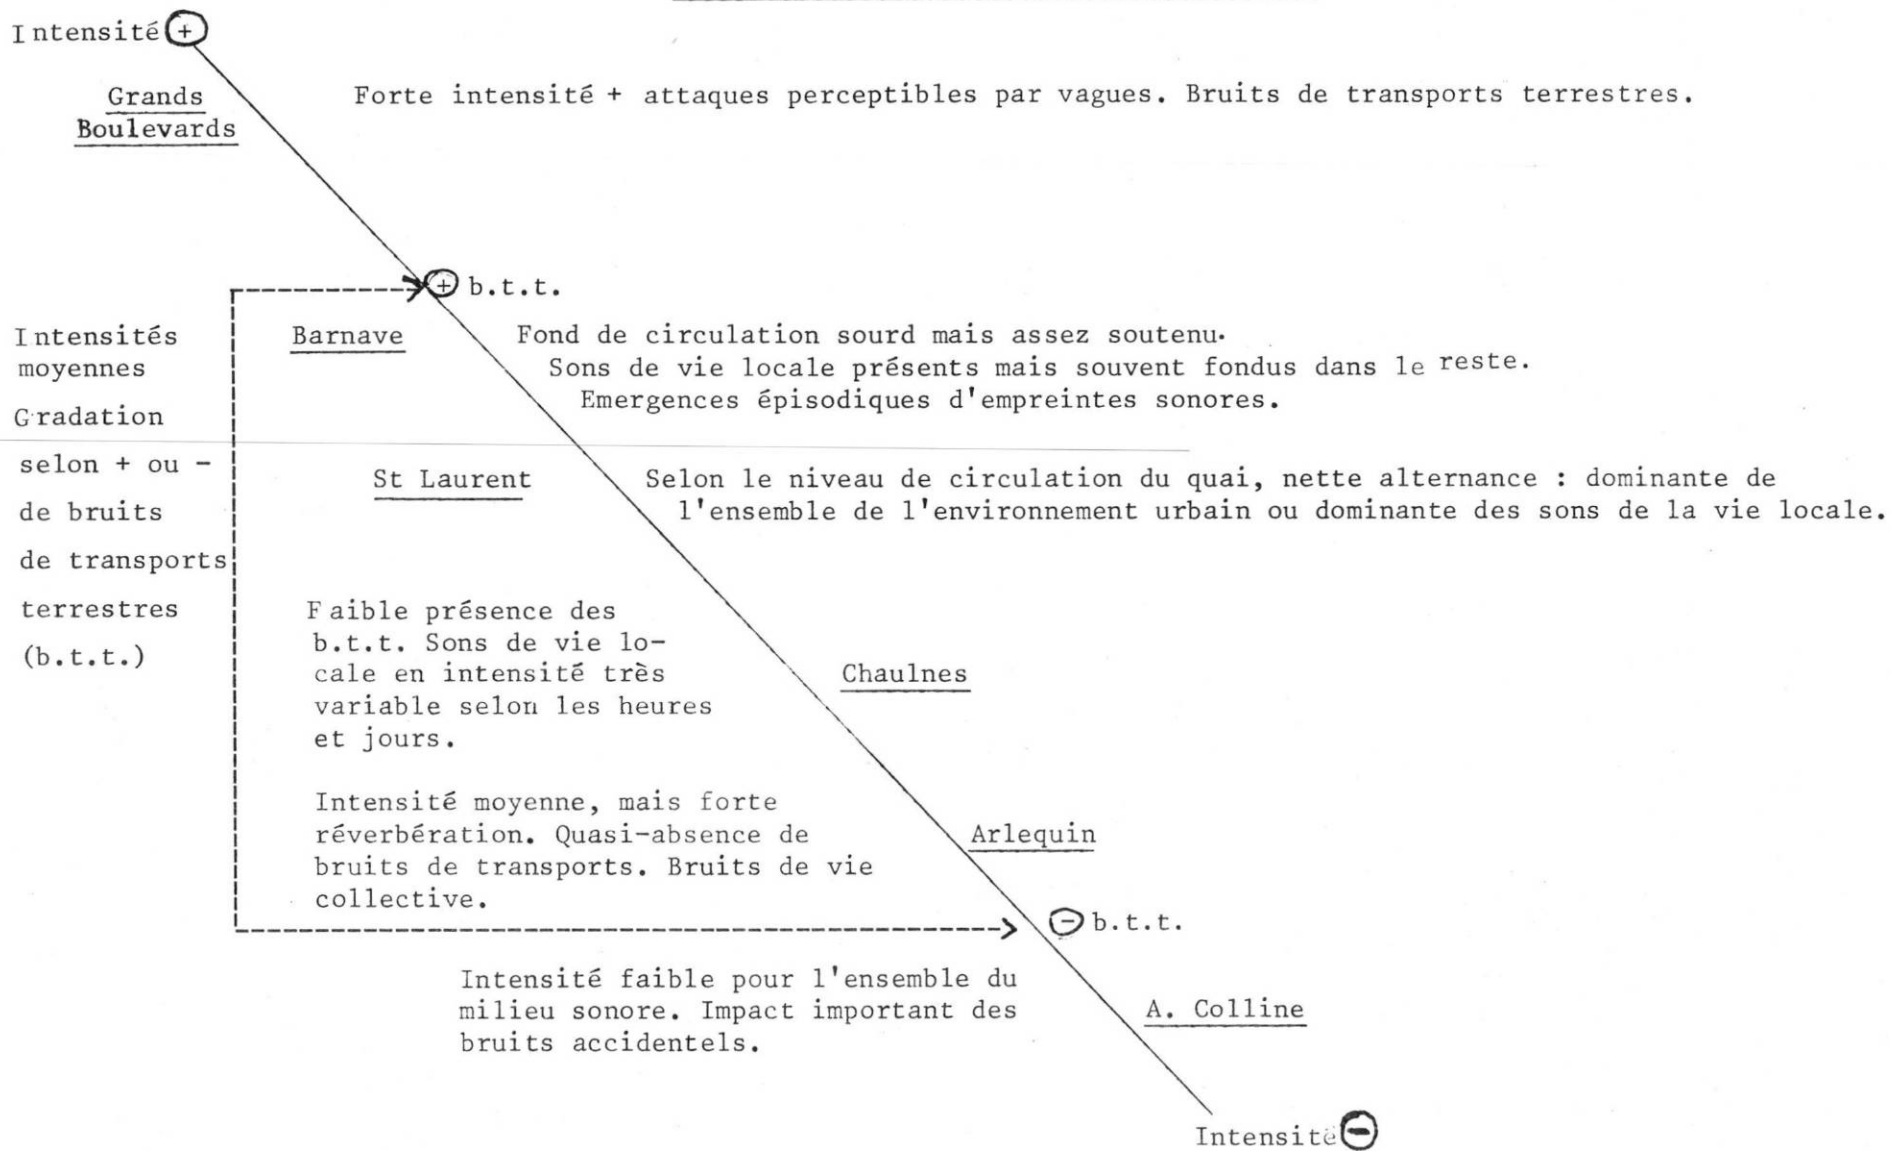 Intensité +
Grands
Boulevards
Forte intensité + attaques perceptibles par vagues. Bruits de transports terrestres.
+ b.t.t.
Intensités
moyennes
Gradation
selon + ou -
de bruits
de transports
terrestres
(b.t.t.)
Barnave
Fond de circulation sourd mais assez soutenu.
Sons de vie locale présents mais souvent fondus dans le reste.
Emergences épisodiques d'empreintes sonores.
St Laurent
Selon le niveau de circulation du quai, nette alternance : dominante de
l'ensemble de l'environnement urbain ou dominante des sons de la vie locale.
Faible présence des
b.t.t. Sons de vie lo-
cale en intensité très
variable selon les heures
et jours.
Chaulnes
Intensité moyenne, mais forte
réverbération. Quasi-absence de
bruits de transports. Bruits de vie
collective.
Arlequin
- b.t.t.
Intensité faible pour l'ensemble du
milieu sonore. Impact important des
bruits accidentels.
A. Colline
Intensité -